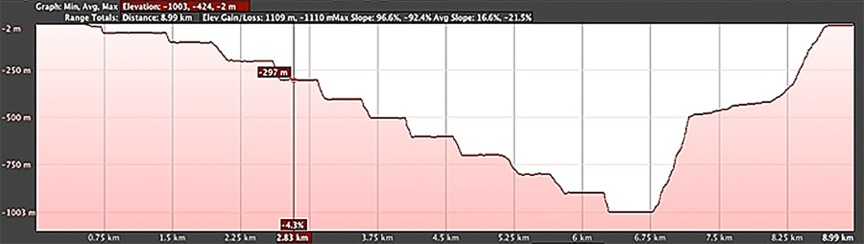 Graph: Min, Avg, Max Elevation: -1003, -424, -2 m
Range Totals: Distance: 8.99 km Elev Gain/Loss: 1109 m, -1110 mMax Slope: 96.6%, -92.4% Avg Slope: 16.6%, -21.5%
-2 m
-250 m
-297 m
-500 m
-750 m
-1003 m
-4.3%
0.75 km 1.5 km 2.25 km 2.83 km 3.75 km 4.5 km 5.25 km 6 km 6.75 km 7.5 km 8.25 km 8.99 km